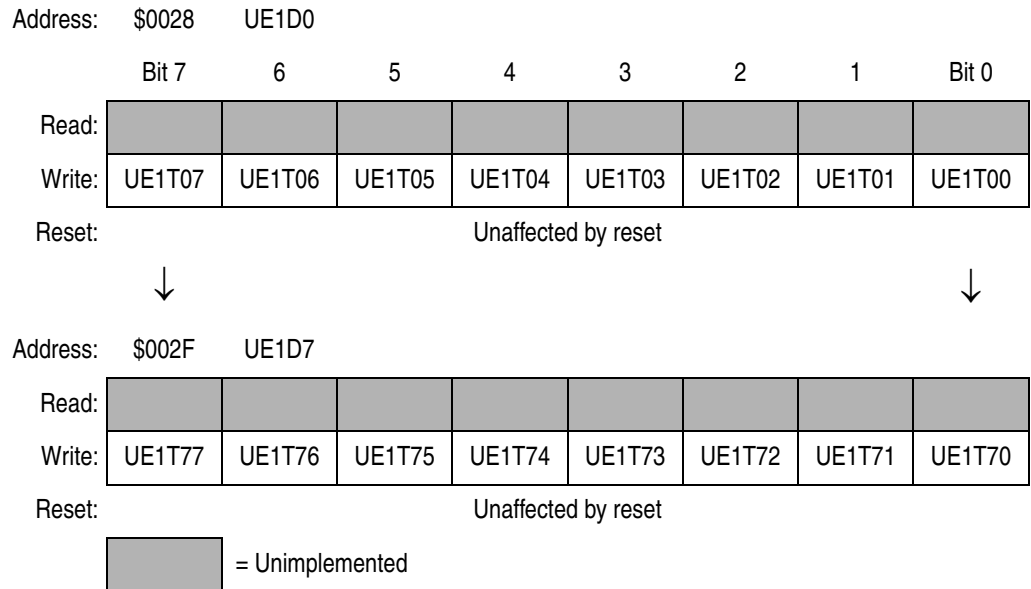 Address: $0028 UE1D0
Bit 7 6 5 4 3 2 1 Bit 0
Read:
Write: UE1T07 UE1T06 UE1T05 UE1T04 UE1T03 UE1T02 UE1T01 UE1T00
Reset: Unaffected by reset
↓ ↓
Address: $002F UE1D7
Read:
Write: UE1T77 UE1T76 UE1T75 UE1T74 UE1T73 UE1T72 UE1T71 UE1T70
Reset: Unaffected by reset
= Unimplemented